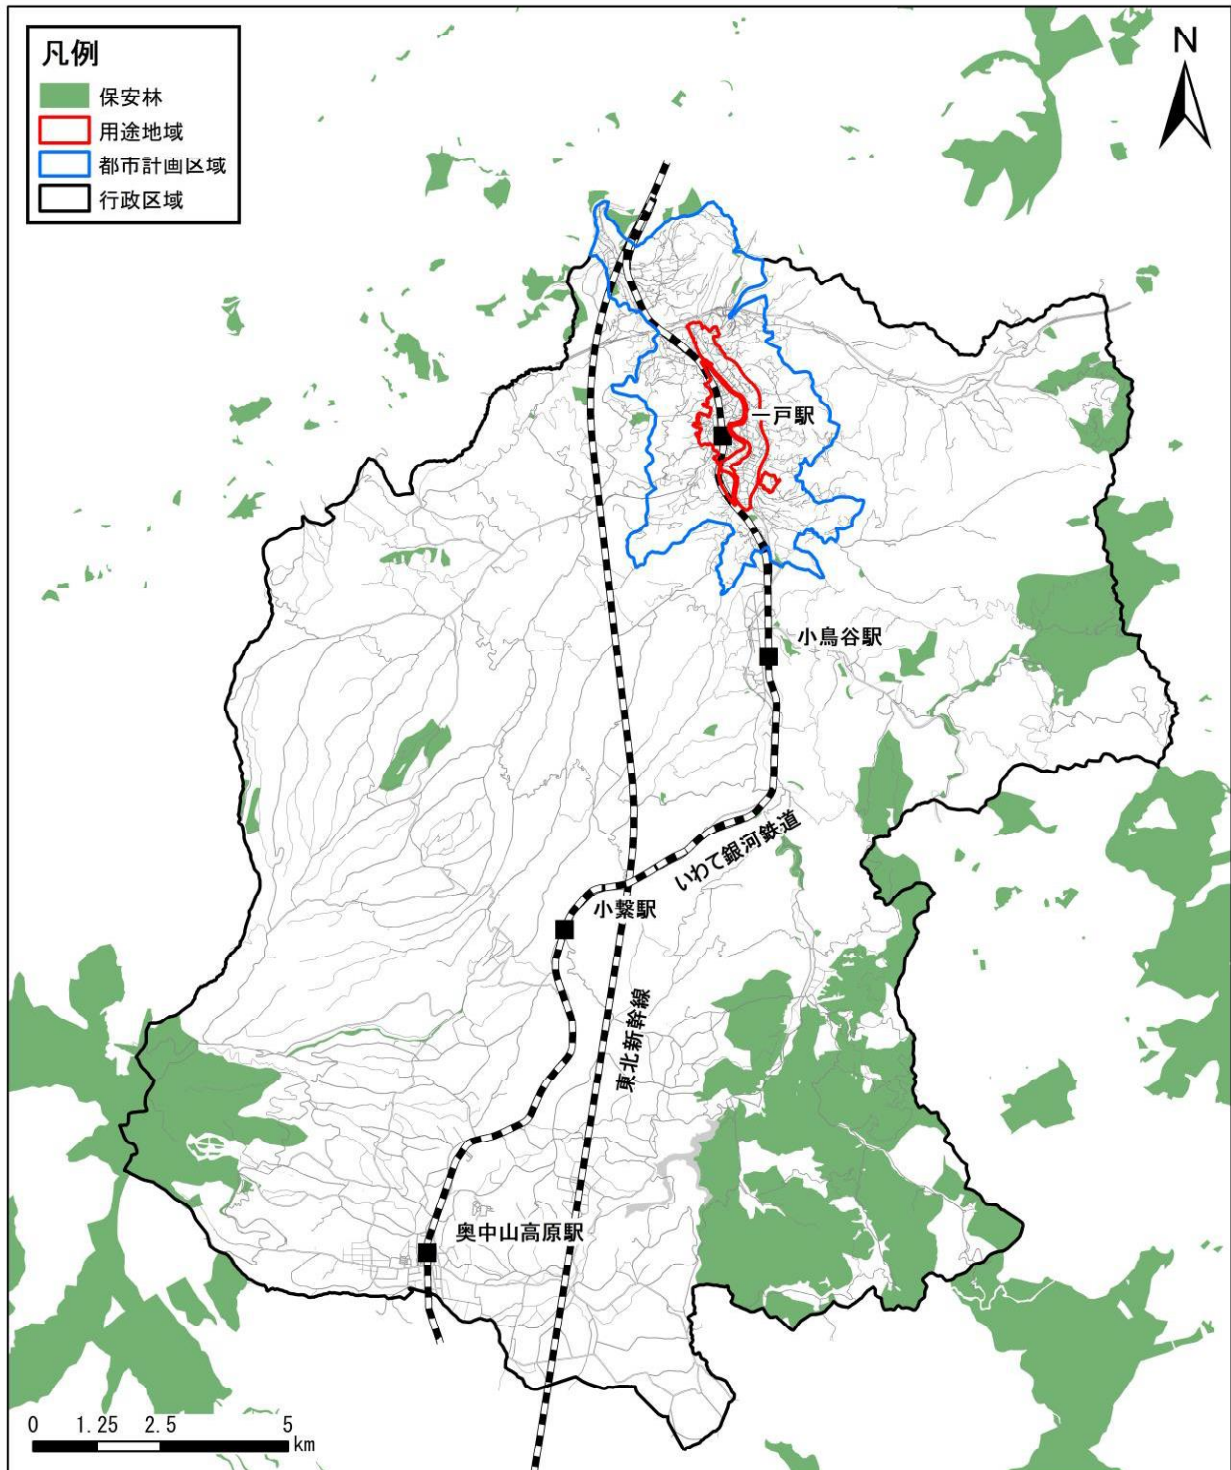 凡例
保安林
用途地域
都市計画区域
行政区域
N
一戸駅
小鳥谷駅
いわて銀河鉄道
小繋駅
東北新幹線
奥中山高原駅
0 1.25 2.5 5
km